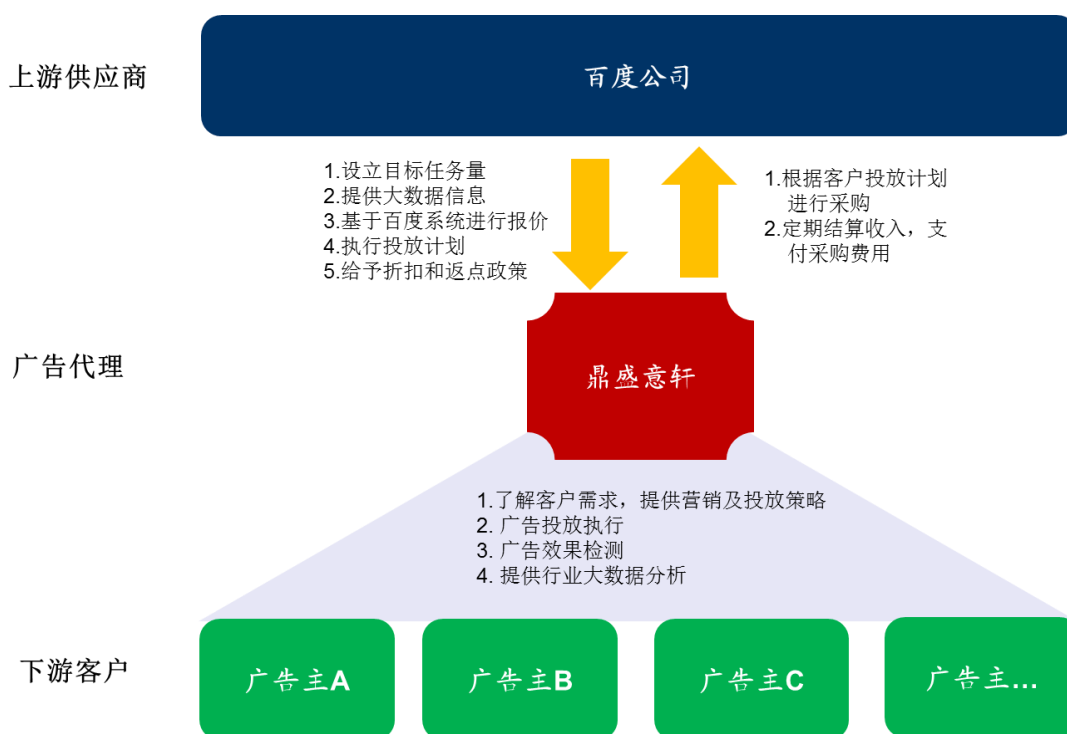 上游供应商
百度公司
1.设立目标任务量
2.提供大数据信息
3.基于百度系统进行报价
4.执行投放计划
5.给予折扣和返点政策
1.根据客户投放计划
进行采购
2.定期结算收入，支
付采购费用
广告代理
鼎盛意轩
1.了解客户需求，提供营销及投放策略
2. 广告投放执行
3. 广告效果检测
4. 提供行业大数据分析
下游客户
广告主A
广告主B
广告主C
广告主...